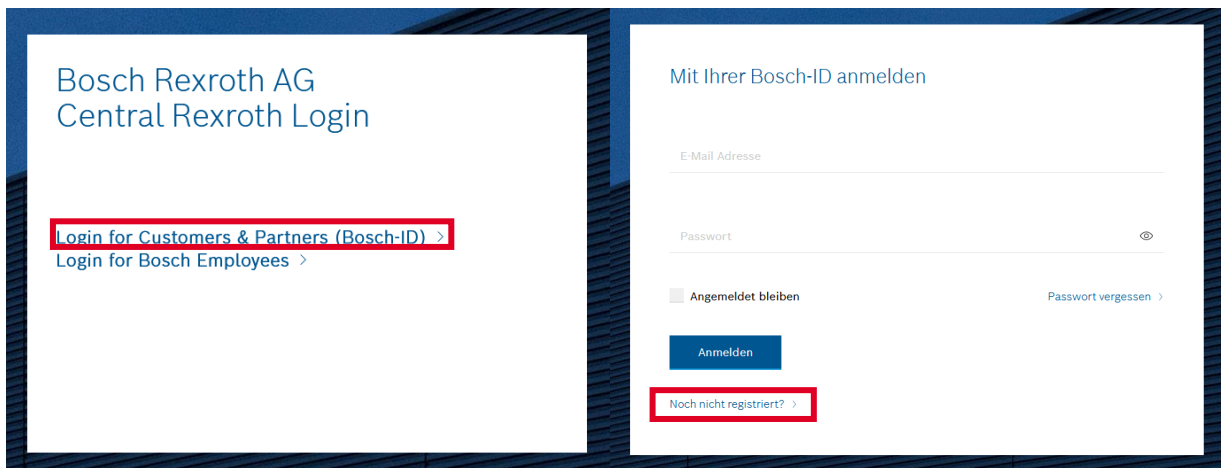 Bosch Rexroth AG
Central Rexroth Login
Login for Customers & Partners (Bosch-ID)
Login for Bosch Employees
Mit Ihrer Bosch-ID anmelden
E-Mail Adresse
Passwort
Angemeldet bleiben
Passwort vergessen
Anmelden
Noch nicht registriert?